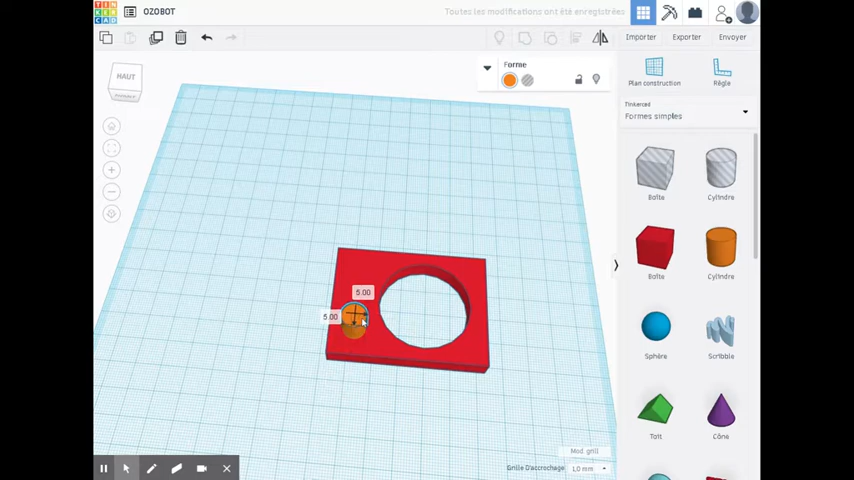 TIN
KER
CAD
OZOBOT
Toutes les modifications ont été enregistrées
Importer
Exporter
Envoyer
HAUT
Forme
Plan construction
Règle
Tinkercad
Formes simples
Boîte
Cylindre
Boîte
Cylindre
Sphère
Scribble
Toit
Cône
5.00
5.00
Mod. grill
Grille D'accrochage
1,0 mm